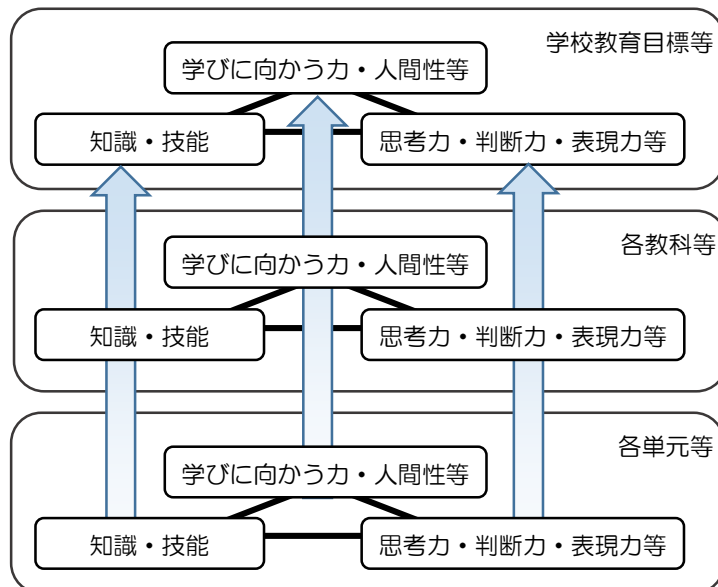 学校教育目標等
学びに向かう力・人間性等
知識・技能
思考力・判断力・表現力等
各教科等
学びに向かう力・人間性等
知識・技能
思考力・判断力・表現力等
各単元等
学びに向かう力・人間性等
知識・技能
思考力・判断力・表現力等